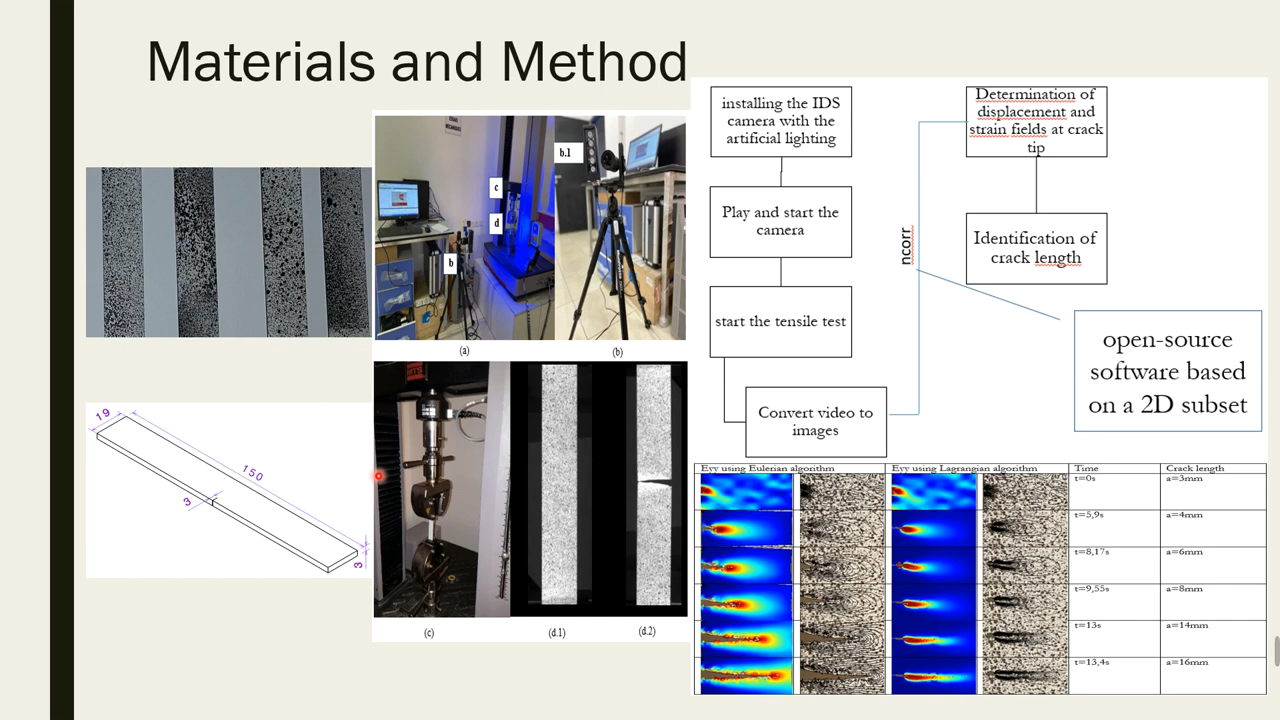 Materials and Method
b.1
c
d
b
(a)
(b)
MTS
(c)
(d.1)
(d.2)
19
150
3
3
installing the IDS
camera with the
artificial lighting
Play and start the
camera
start the tensile test
Convert video to
images
ncorr
Determination of
displacement and
strain fields at crack
tip
Identification of
crack length
open-source
software based
on a 2D subset
Eyy using Eulerian algorithm
Eyy using Lagrangian algorithm
Time
Crack length
t=0s
a=3mm
t=5,9s
a=4mm
t=8,17s
a=6mm
t=9,55s
a=8mm
t=13s
a=14mm
t=13,4s
a=16mm